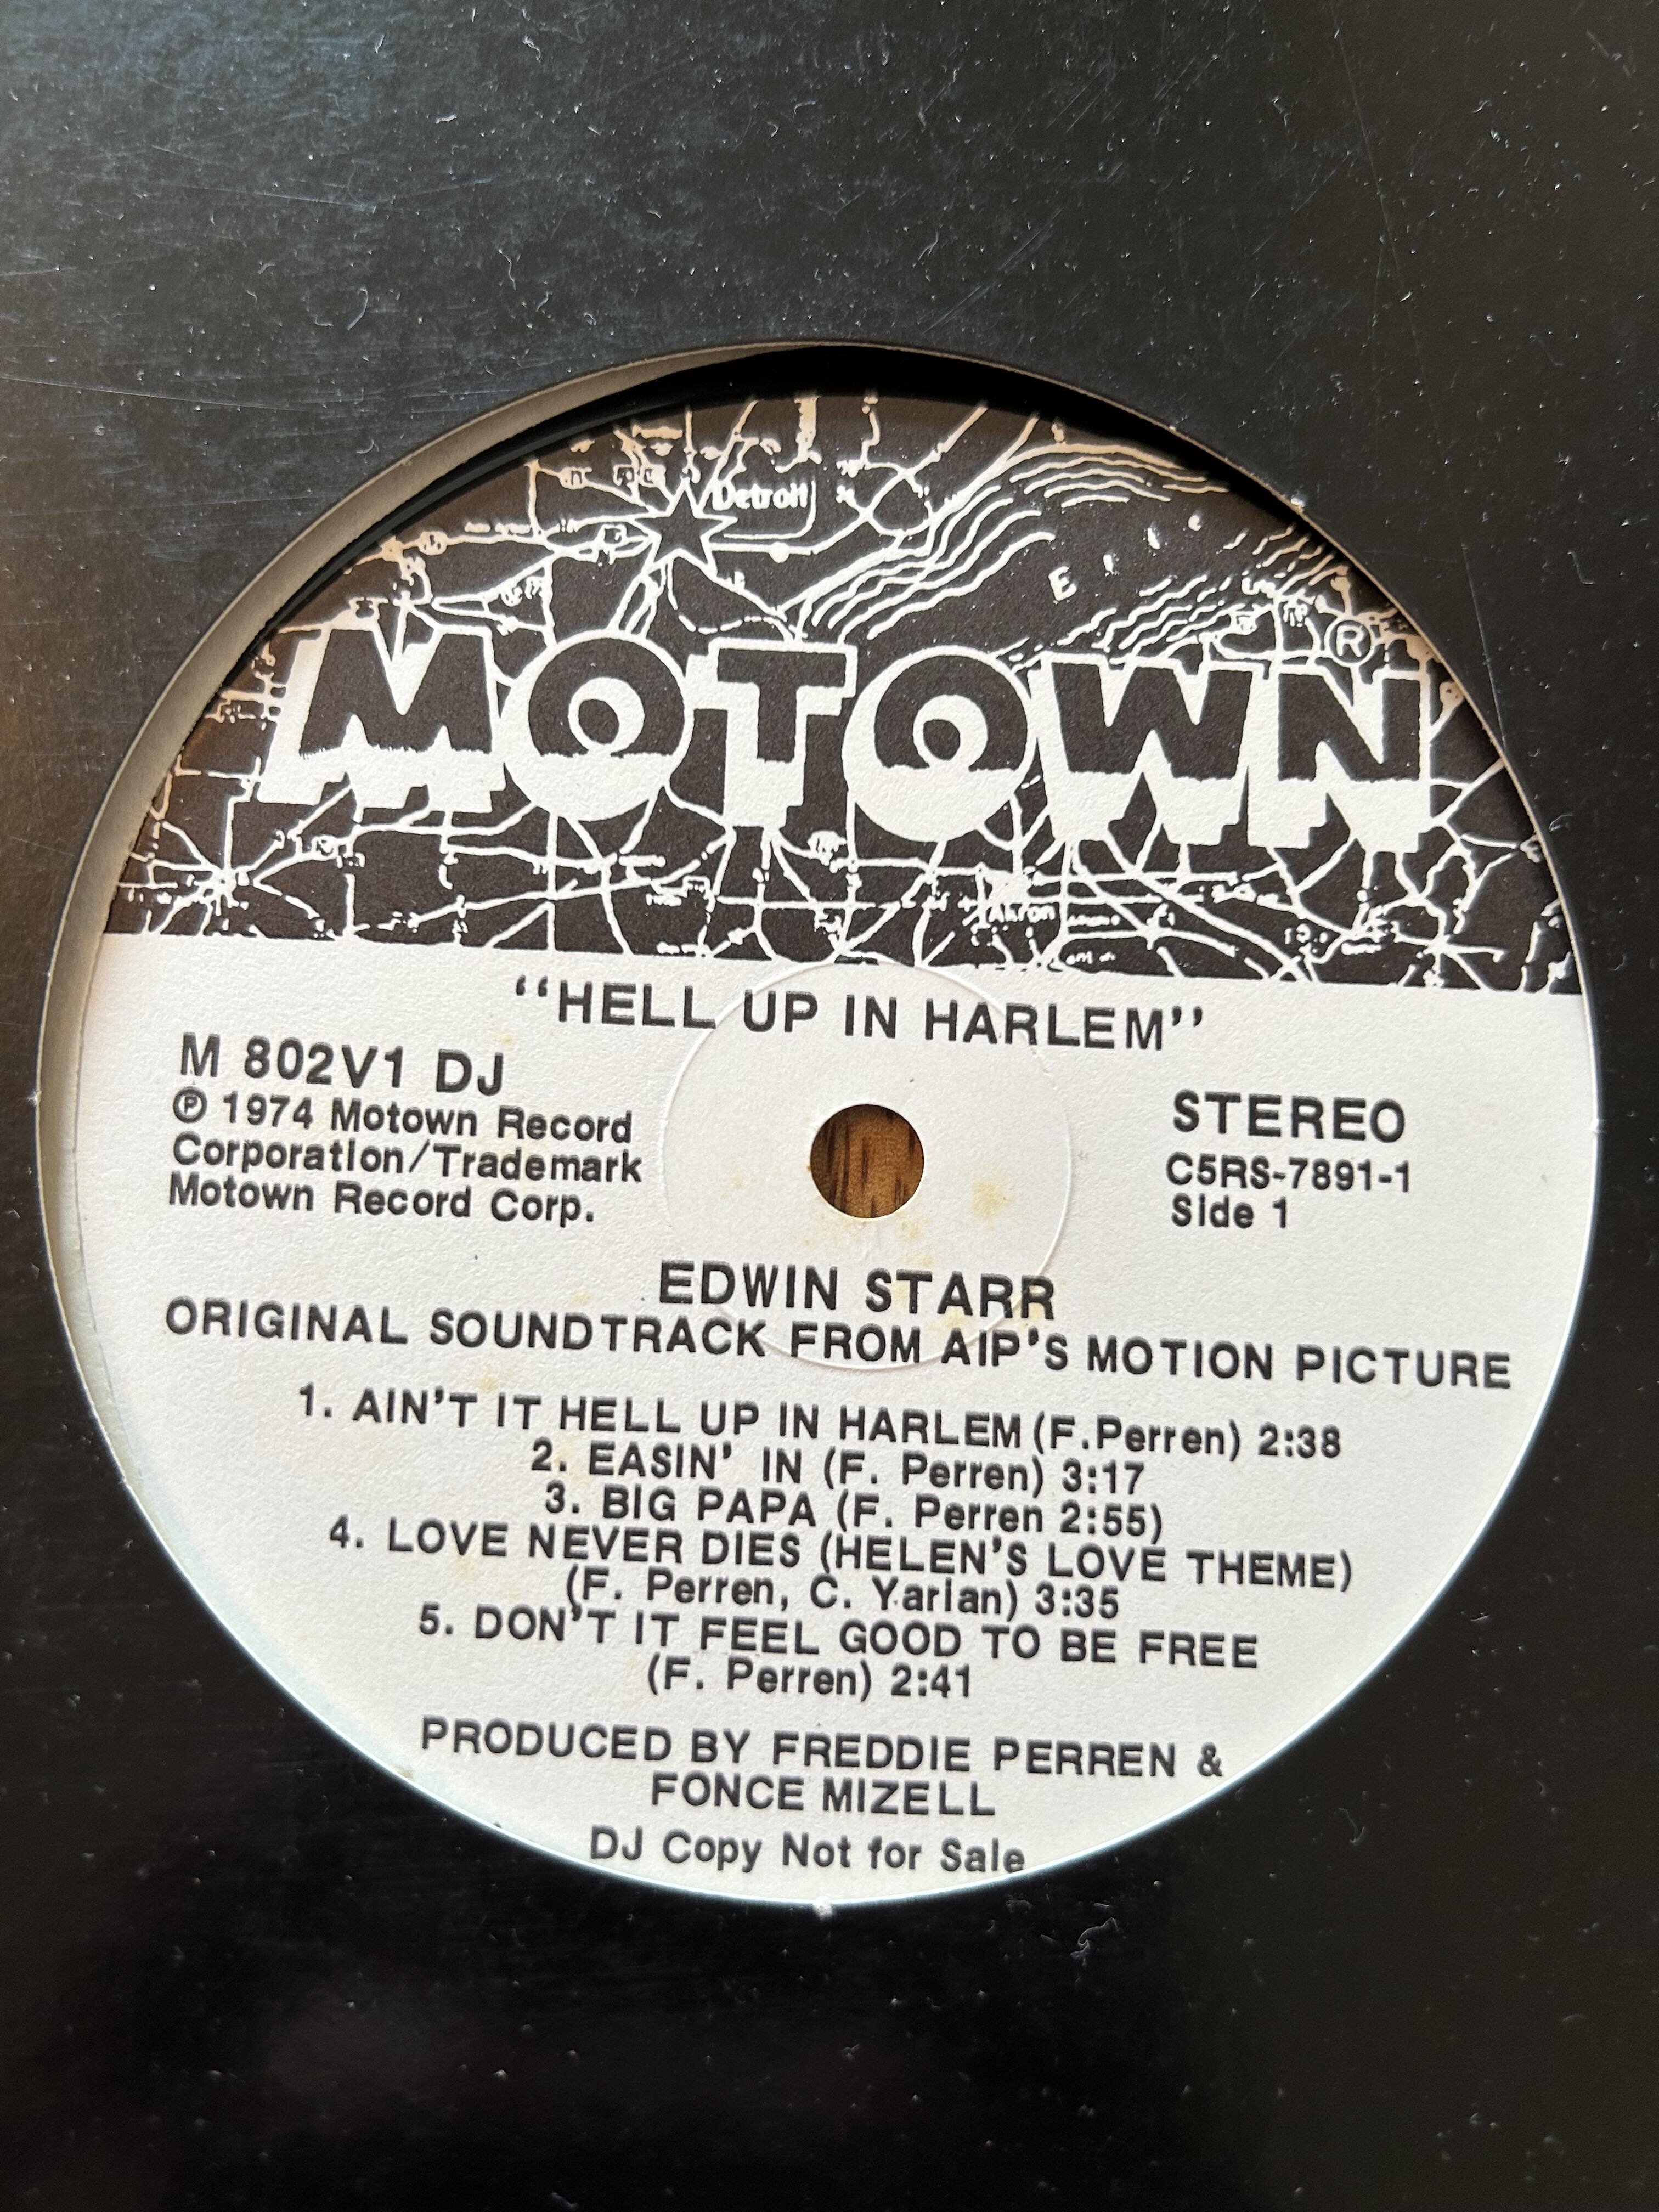 Detroit
E
MOTOWN®
Akron
“HELL UP IN HARLEM”
M 802V1 DJ
℗ 1974 Motown Record
Corporation/Trademark
Motown Record Corp.
STEREO
C5RS-7891-1
Side 1
EDWIN STARR
ORIGINAL SOUNDTRACK FROM AIP'S MOTION PICTURE
1. AIN'T IT HELL UP IN HARLEM (F.Perren) 2:38
2. EASIN' IN (F. Perren) 3:17
3. BIG PAPA (F. Perren 2:55)
4. LOVE NEVER DIES (HELEN'S LOVE THEME)
(F. Perren, C. Yarian) 3:35
5. DON'T IT FEEL GOOD TO BE FREE
(F. Perren) 2:41
PRODUCED BY FREDDIE PERREN &
FONCE MIZELL
DJ Copy Not for Sale